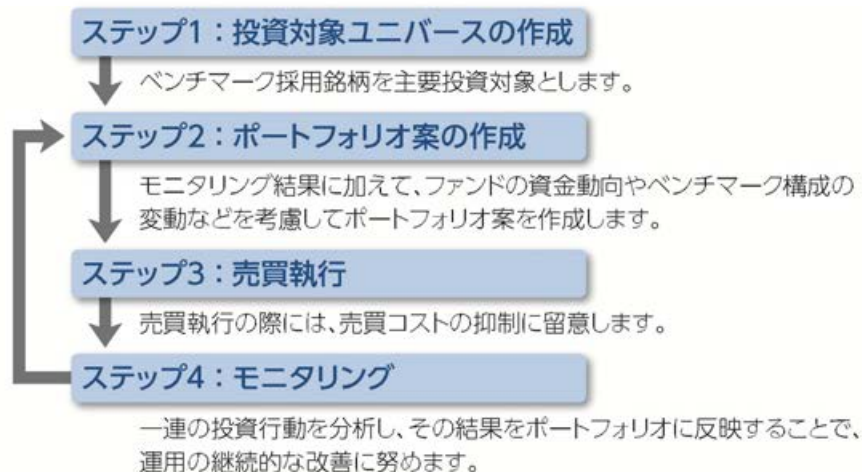 ステップ1：投資対象ユニバースの作成
ベンチマーク採用銘柄を主要投資対象とします。
ステップ2：ポートフォリオ案の作成
モニタリング結果に加えて、ファンドの資金動向やベンチマーク構成の
変動などを考慮してポートフォリオ案を作成します。
ステップ3：売買執行
売買執行の際には、売買コストの抑制に留意します。
ステップ4：モニタリング
一連の投資行動を分析し、その結果をポートフォリオに反映することで、
運用の継続的な改善に努めます。